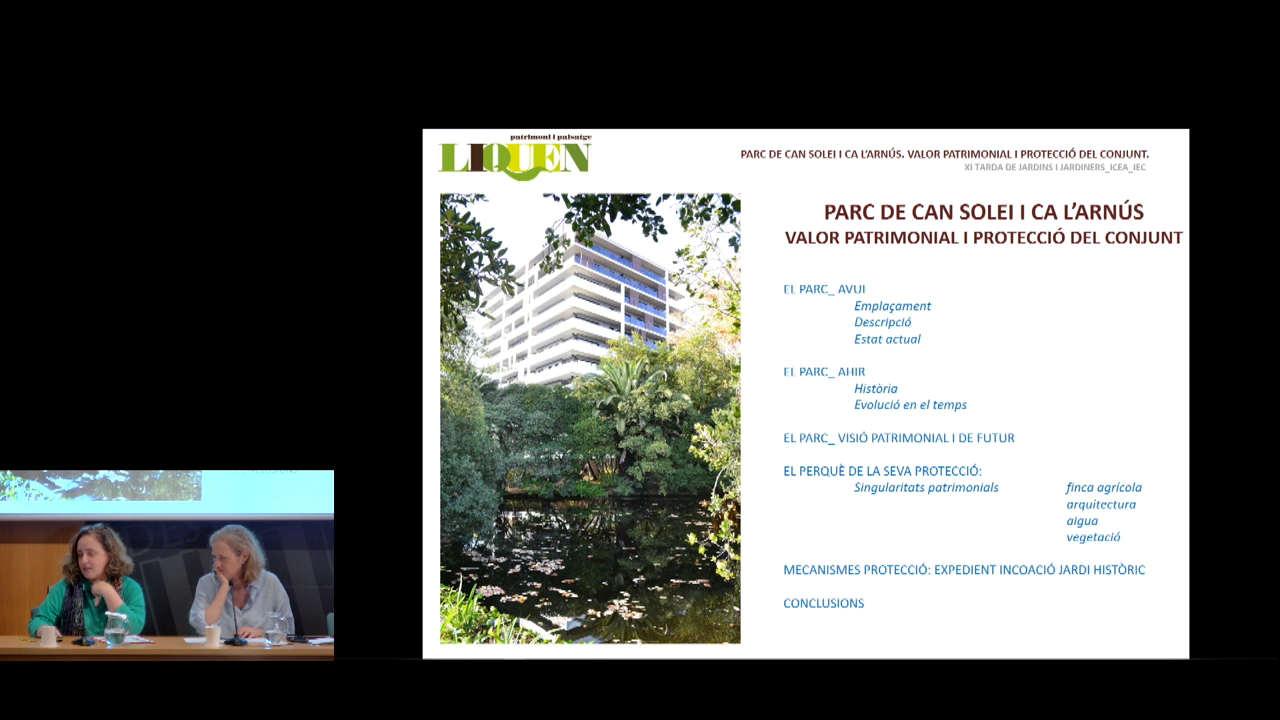 patrimoni i paisatge
LIQUEN
PARC DE CAN SOLEI I CA L'ARNÚS. VALOR PATRIMONIAL I PROTECCIÓ DEL CONJUNT.
XI TARDA DE JARDINS I JARDINERS_ICEA_IEC
PARC DE CAN SOLEI I CA L'ARNÚS
VALOR PATRIMONIAL I PROTECCIÓ DEL CONJUNT
EL PARC_ AVUI
Emplaçament
Descripció
Estat actual
EL PARC_ AHIR
Història
Evolució en el temps
EL PARC_ VISIÓ PATRIMONIAL I DE FUTUR
EL PERQUÈ DE LA SEVA PROTECCIÓ:
Singularitats patrimonials finca agrícola
arquitectura
aigua
vegetació
MECANISMES PROTECCIÓ: EXPEDIENT INCOACIÓ JARDI HISTÒRIC
CONCLUSIONS